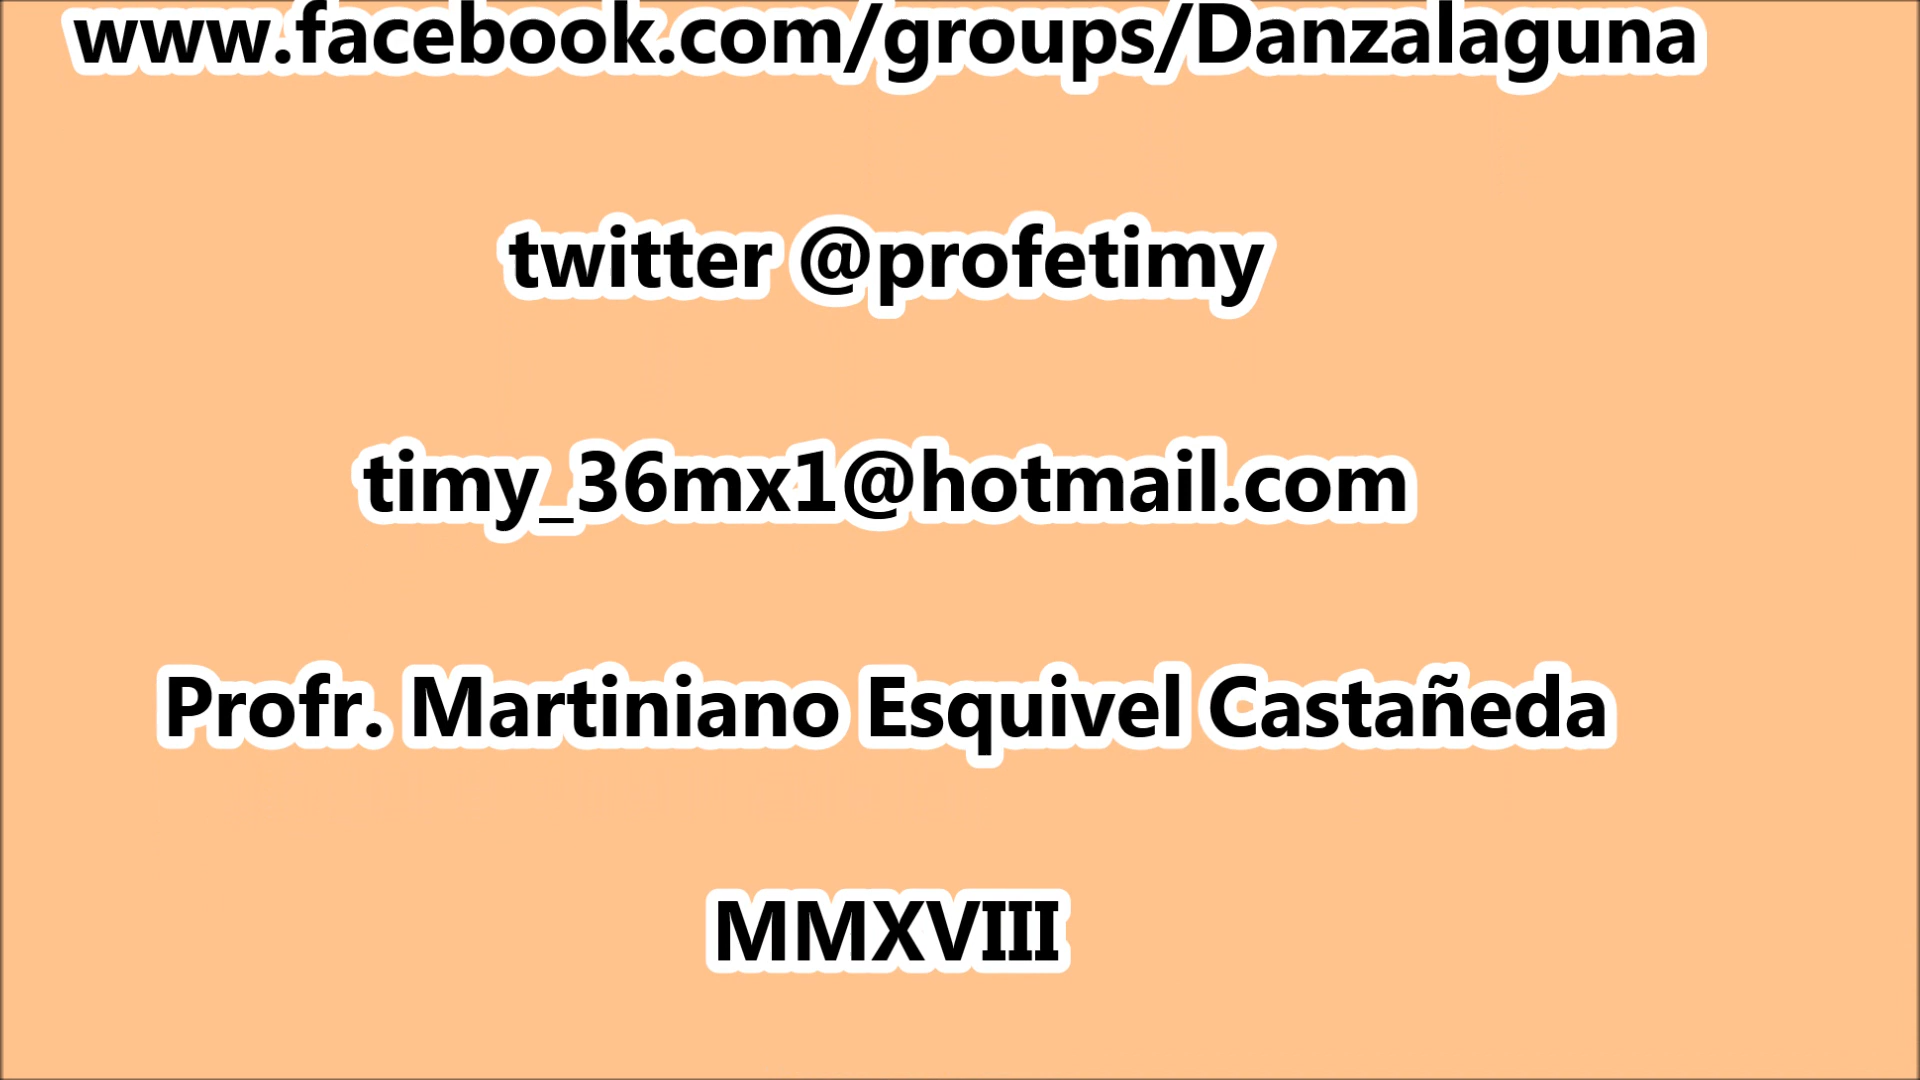 www.facebook.com/groups/Danzalaguna
twitter @profetimy
timy_36mx1@hotmail.com
Profr. Martiniano Esquivel Castañeda
MMXVIII